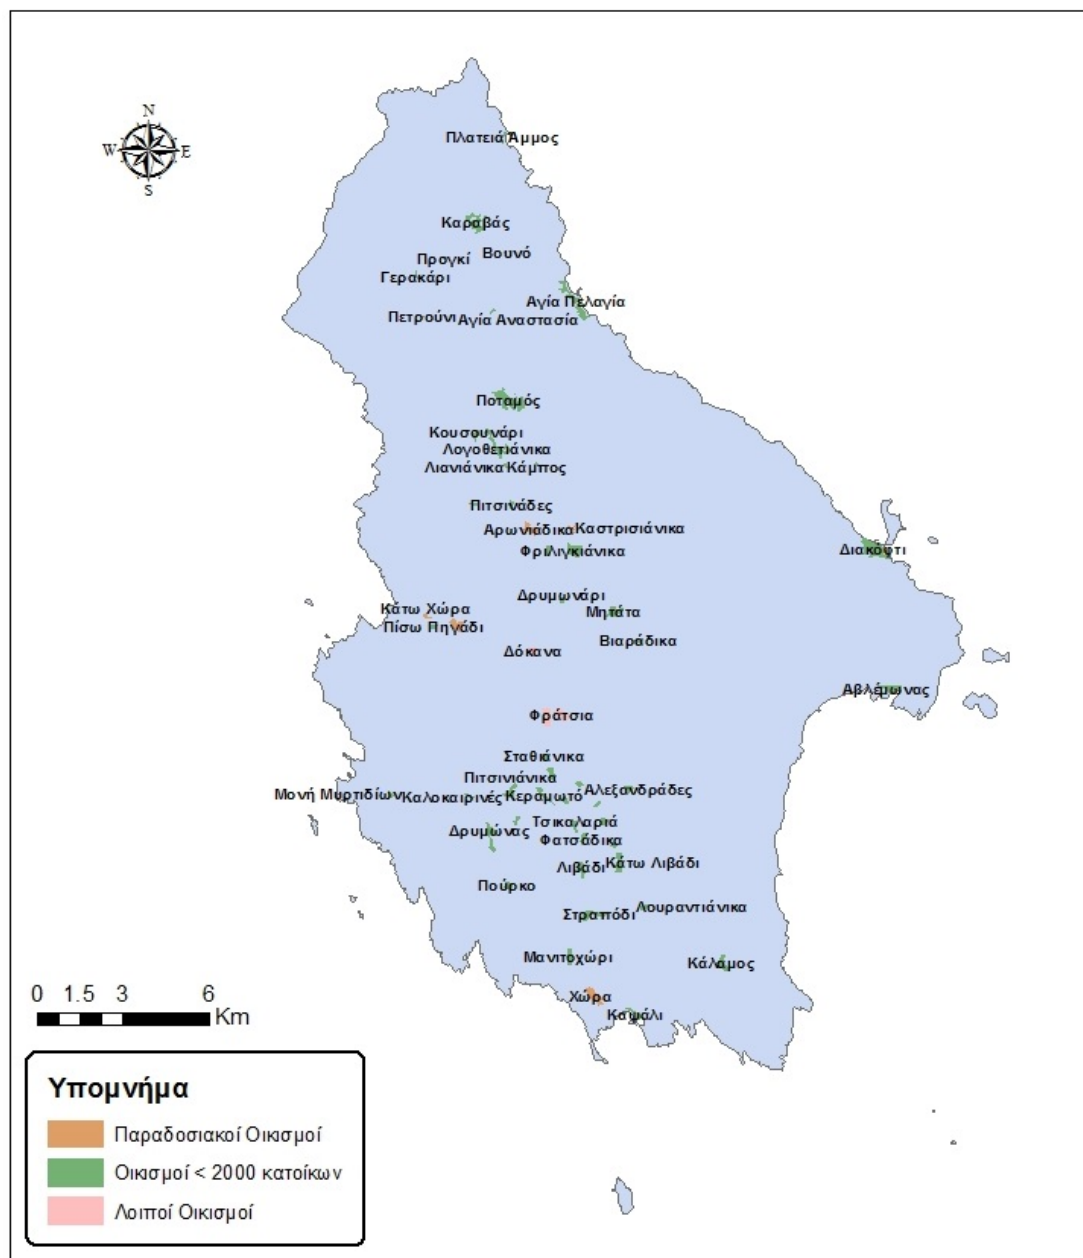 N
W E
S
Πλατειά Άμμος
Καραβάς
Βουνό
Προγκί
Γερακάρι
Αγία Πελαγία
Πετρούνι
Αγία Αναστασία
Ποταμός
Κουσουνάρι
Λογοθετιάνικα
Λιανιάνικα
Κάμπος
Πιτσινάδες
Αρωνιάδικα
Καστρισιάνικα
Φριλιγκιάνικα
Διακόφτι
Δρυμωνάρι
Κάτω Χώρα
Μητάτα
Πίσω Πηγάδι
Βιαράδικα
Δόκανα
Αβλέμωνας
Φράτσια
Σταθιάνικα
Πιτσινιάνικα
Αλεξανδράδες
Μονή Μυρτιδίων
Καλοκαιρινές
Κεραμωτό
Τσικαλαριά
Δρυμώνας
Φατσάδικα
Λιβάδι
Κάτω Λιβάδι
Πούρκο
Στραπόδι
Λουραντιάνικα
Μανιτοχώρι
Κάλαμος
Χώρα
Καψάλι
0 1.5 3 6
Km
Υπομνήμα
Παραδοσιακοί Οικισμοί
Οικισμοί < 2000 κατοίκων
Λοιποί Οικισμοί